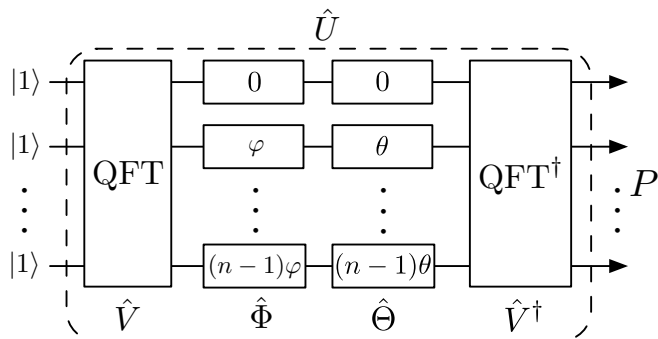 Û
|1⟩ 0 0
|1⟩ QFT φ θ QFT† P
|1⟩ (n−1)φ (n−1)θ
V̂ Φ̂ Θ̂ V̂†